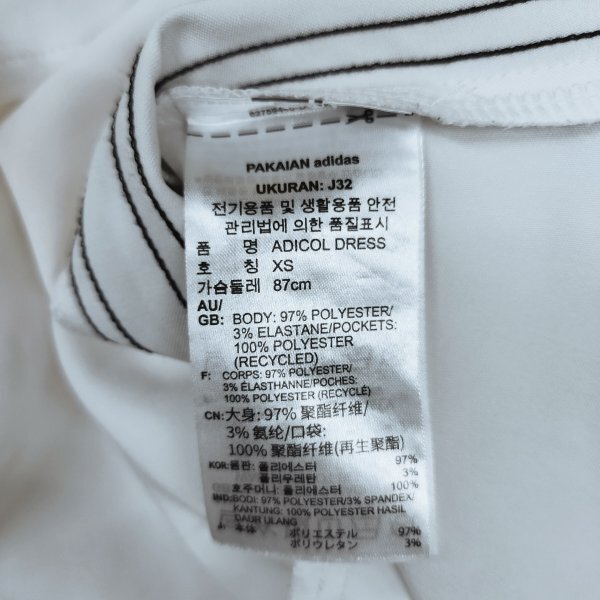 PAKAIAN adidas
UKURAN: J32
전기용품 및 생활용품 안전
관리법에 의한 품질표시
품 명 ADICOL DRESS
호 칭 XS
가슴둘레 87cm
AU/
GB: BODY: 97% POLYESTER/
3% ELASTANE/POCKETS:
100% POLYESTER
(RECYCLED)
F: CORPS: 97% POLYESTER/
3% ÉLASTHANNE/POCHES:
100% POLYESTER (RECYCLÉ)
CN: 大身: 97% 聚酯纤维/
3% 氨纶/口袋:
100% 聚酯纤维(再生聚酯)
KOR: 원판: 폴리에스터 97%
폴리우레탄 3%
호주머니: 폴리에스터 100%
IND: BODI: 97% POLYESTER/3% SPANDEX/
KANTUNG: 100% POLYESTER HASIL
DAUR ULANG
本体 ポリエステル 97%
ポリウレタン 3%